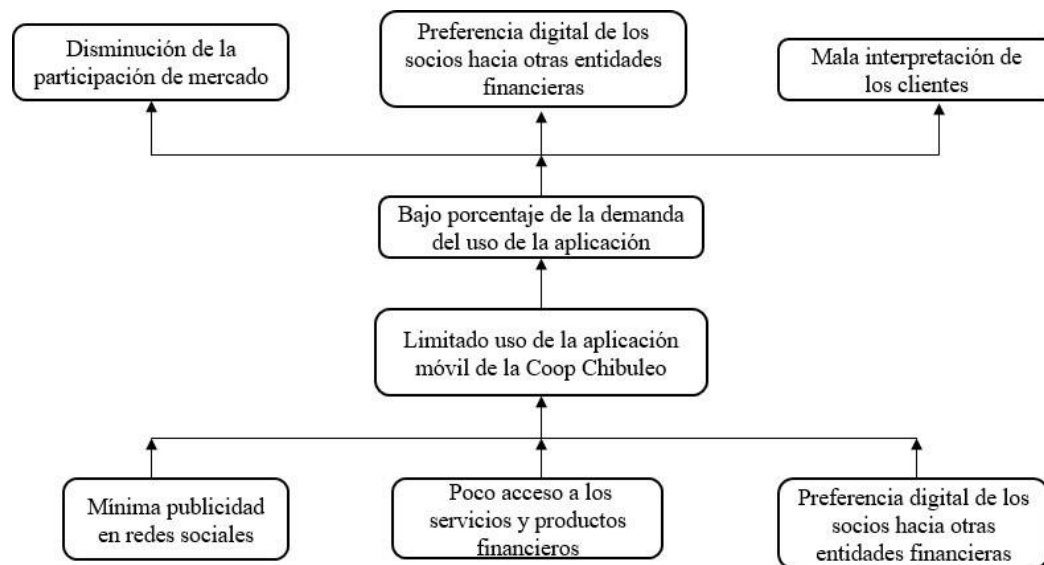 Disminución de la
participación de mercado
Preferencia digital de los
socios hacia otras entidades
financieras
Mala interpretación de
los clientes
Bajo porcentaje de la demanda
del uso de la aplicación
Limitado uso de la aplicación
móvil de la Coop Chibuleo
Mínima publicidad
en redes sociales
Poco acceso a los
servicios y productos
financieros
Preferencia digital de los
socios hacia otras
entidades financieras